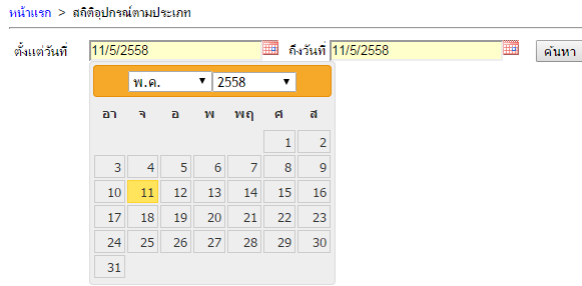 หน้าแรก > สถิติอุปกรณ์ตามประเภท
ตั้งแต่วันที่ 11/5/2558 ถึงวันที่ 11/5/2558 ค้นหา
พ.ค. 2558
อา จ อ พ พฤ ศ ส
1 2
3 4 5 6 7 8 9
10 11 12 13 14 15 16
17 18 19 20 21 22 23
24 25 26 27 28 29 30
31